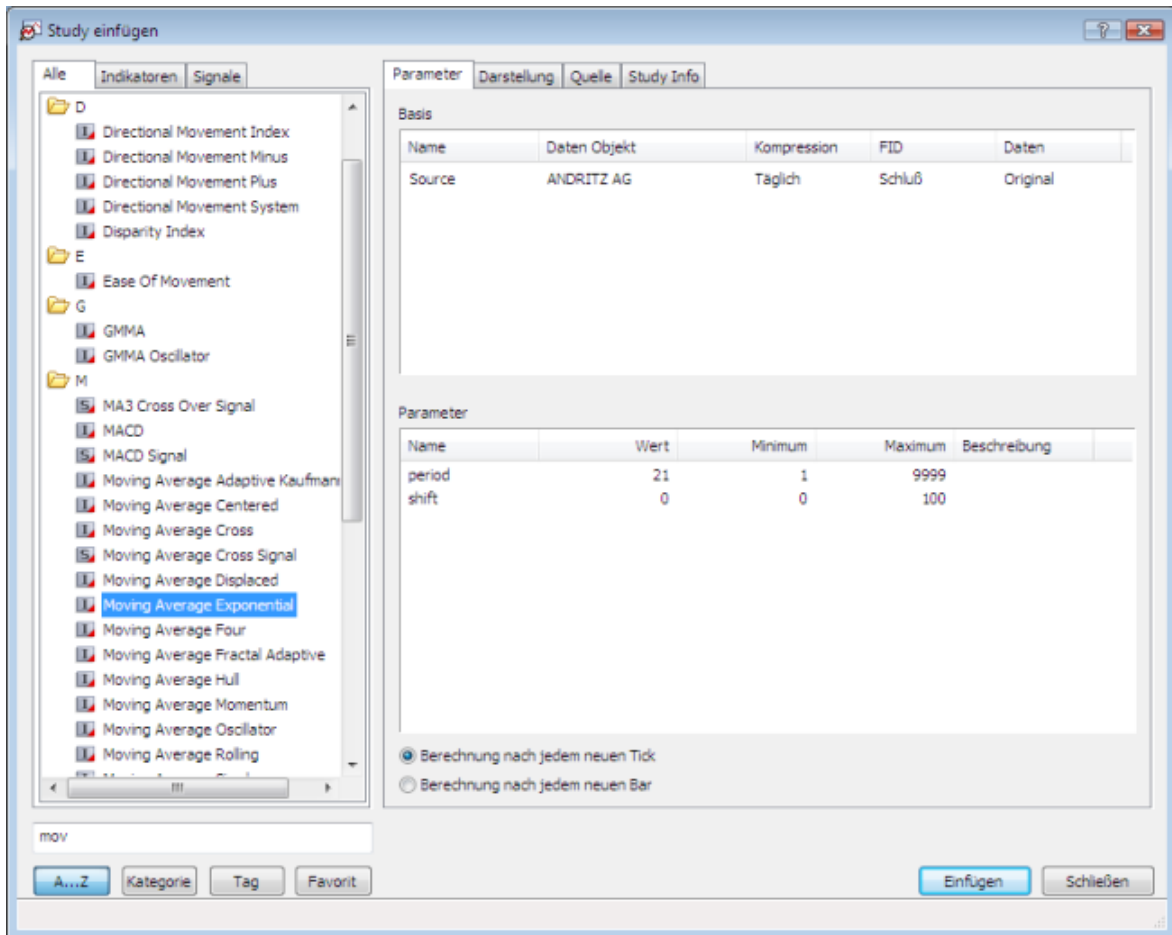 Study einfügen
Alle
Indikatoren
Signale
D
Directional Movement Index
Directional Movement Minus
Directional Movement Plus
Directional Movement System
Disparity Index
E
Ease Of Movement
G
GMMA
GMMA Oscillator
M
MA3 Cross Over Signal
MACD
MACD Signal
Moving Average Adaptive Kaufman
Moving Average Centered
Moving Average Cross
Moving Average Cross Signal
Moving Average Displaced
Moving Average Exponential
Moving Average Four
Moving Average Fractal Adaptive
Moving Average Hull
Moving Average Momentum
Moving Average Oscillator
Moving Average Rolling
mov
A...Z Kategorie Tag Favorit
Parameter Darstellung Quelle Study Info
Basis
Name Daten Objekt Kompression FID Daten
Source ANDRITZ AG Täglich Schluß Original
Parameter
Name Wert Minimum Maximum Beschreibung
period 21 1 9999
shift 0 0 100
Berechnung nach jedem neuen Tick
Berechnung nach jedem neuen Bar
Einfügen Schließen